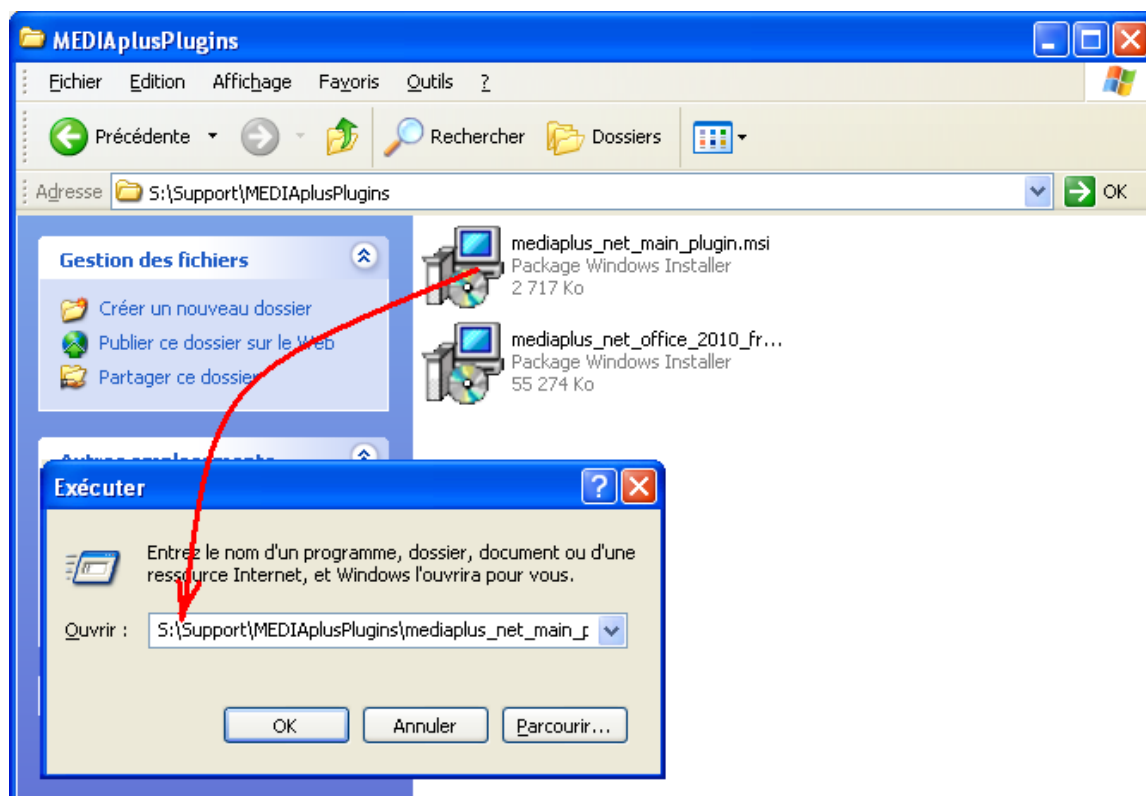 MEDIAplusPlugins
Fichier Edition Affichage Favoris Outils ?
Précédente Rechercher Dossiers
Adresse S:\Support\MEDIAplusPlugins OK
Gestion des fichiers
Créer un nouveau dossier
Publier ce dossier sur le Web
Partager ce dossier
mediaplus_net_main_plugin.msi
Package Windows Installer
2 717 Ko
mediaplus_net_office_2010_fr...
Package Windows Installer
55 274 Ko
Autres emplacements
Exécuter
Entrez le nom d'un programme, dossier, document ou d'une
ressource Internet, et Windows l'ouvrira pour vous.
Ouvrir : S:\Support\MEDIAplusPlugins\mediaplus_net_main_p
OK Annuler Parcourir...